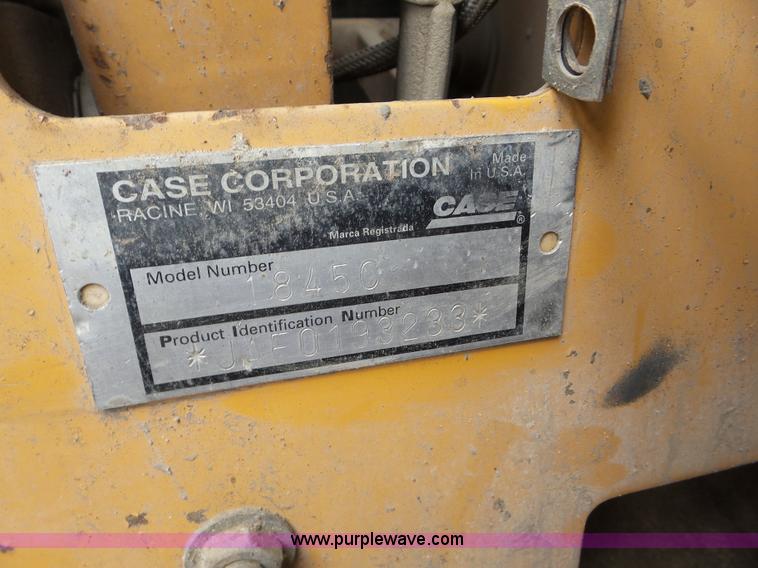 CASE CORPORATION
RACINE, WI 53404 U.S.A.
Made
In U.S.A.
CASE®
Marca Registrada
Model Number
1845C
Product Identification Number
*JAF0193233*
www.purplewave.com